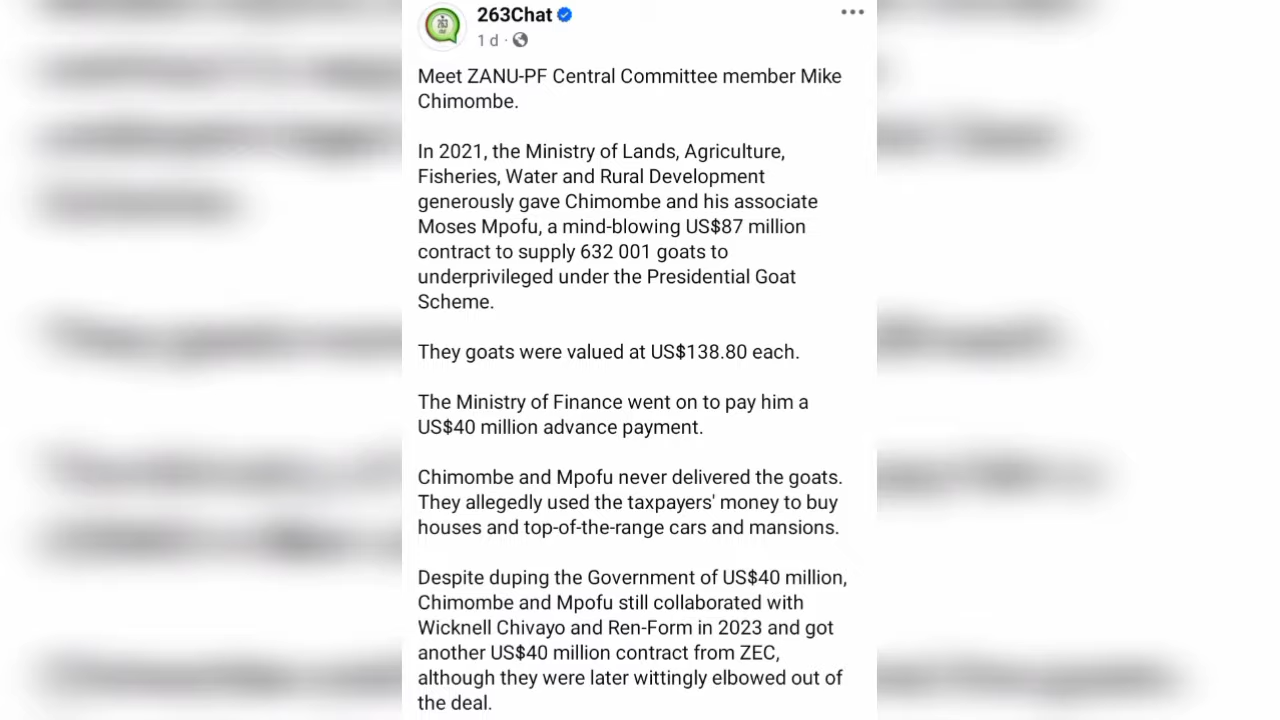 263Chat
1 d
Meet ZANU-PF Central Committee member Mike
Chimombe.
In 2021, the Ministry of Lands, Agriculture,
Fisheries, Water and Rural Development
generously gave Chimombe and his associate
Moses Mpofu, a mind-blowing US$87 million
contract to supply 632 001 goats to
underprivileged under the Presidential Goat
Scheme.
They goats were valued at US$138.80 each.
The Ministry of Finance went on to pay him a
US$40 million advance payment.
Chimombe and Mpofu never delivered the goats.
They allegedly used the taxpayers' money to buy
houses and top-of-the-range cars and mansions.
Despite duping the Government of US$40 million,
Chimombe and Mpofu still collaborated with
Wicknell Chivayo and Ren-Form in 2023 and got
another US$40 million contract from ZEC,
although they were later wittingly elbowed out of
the deal.